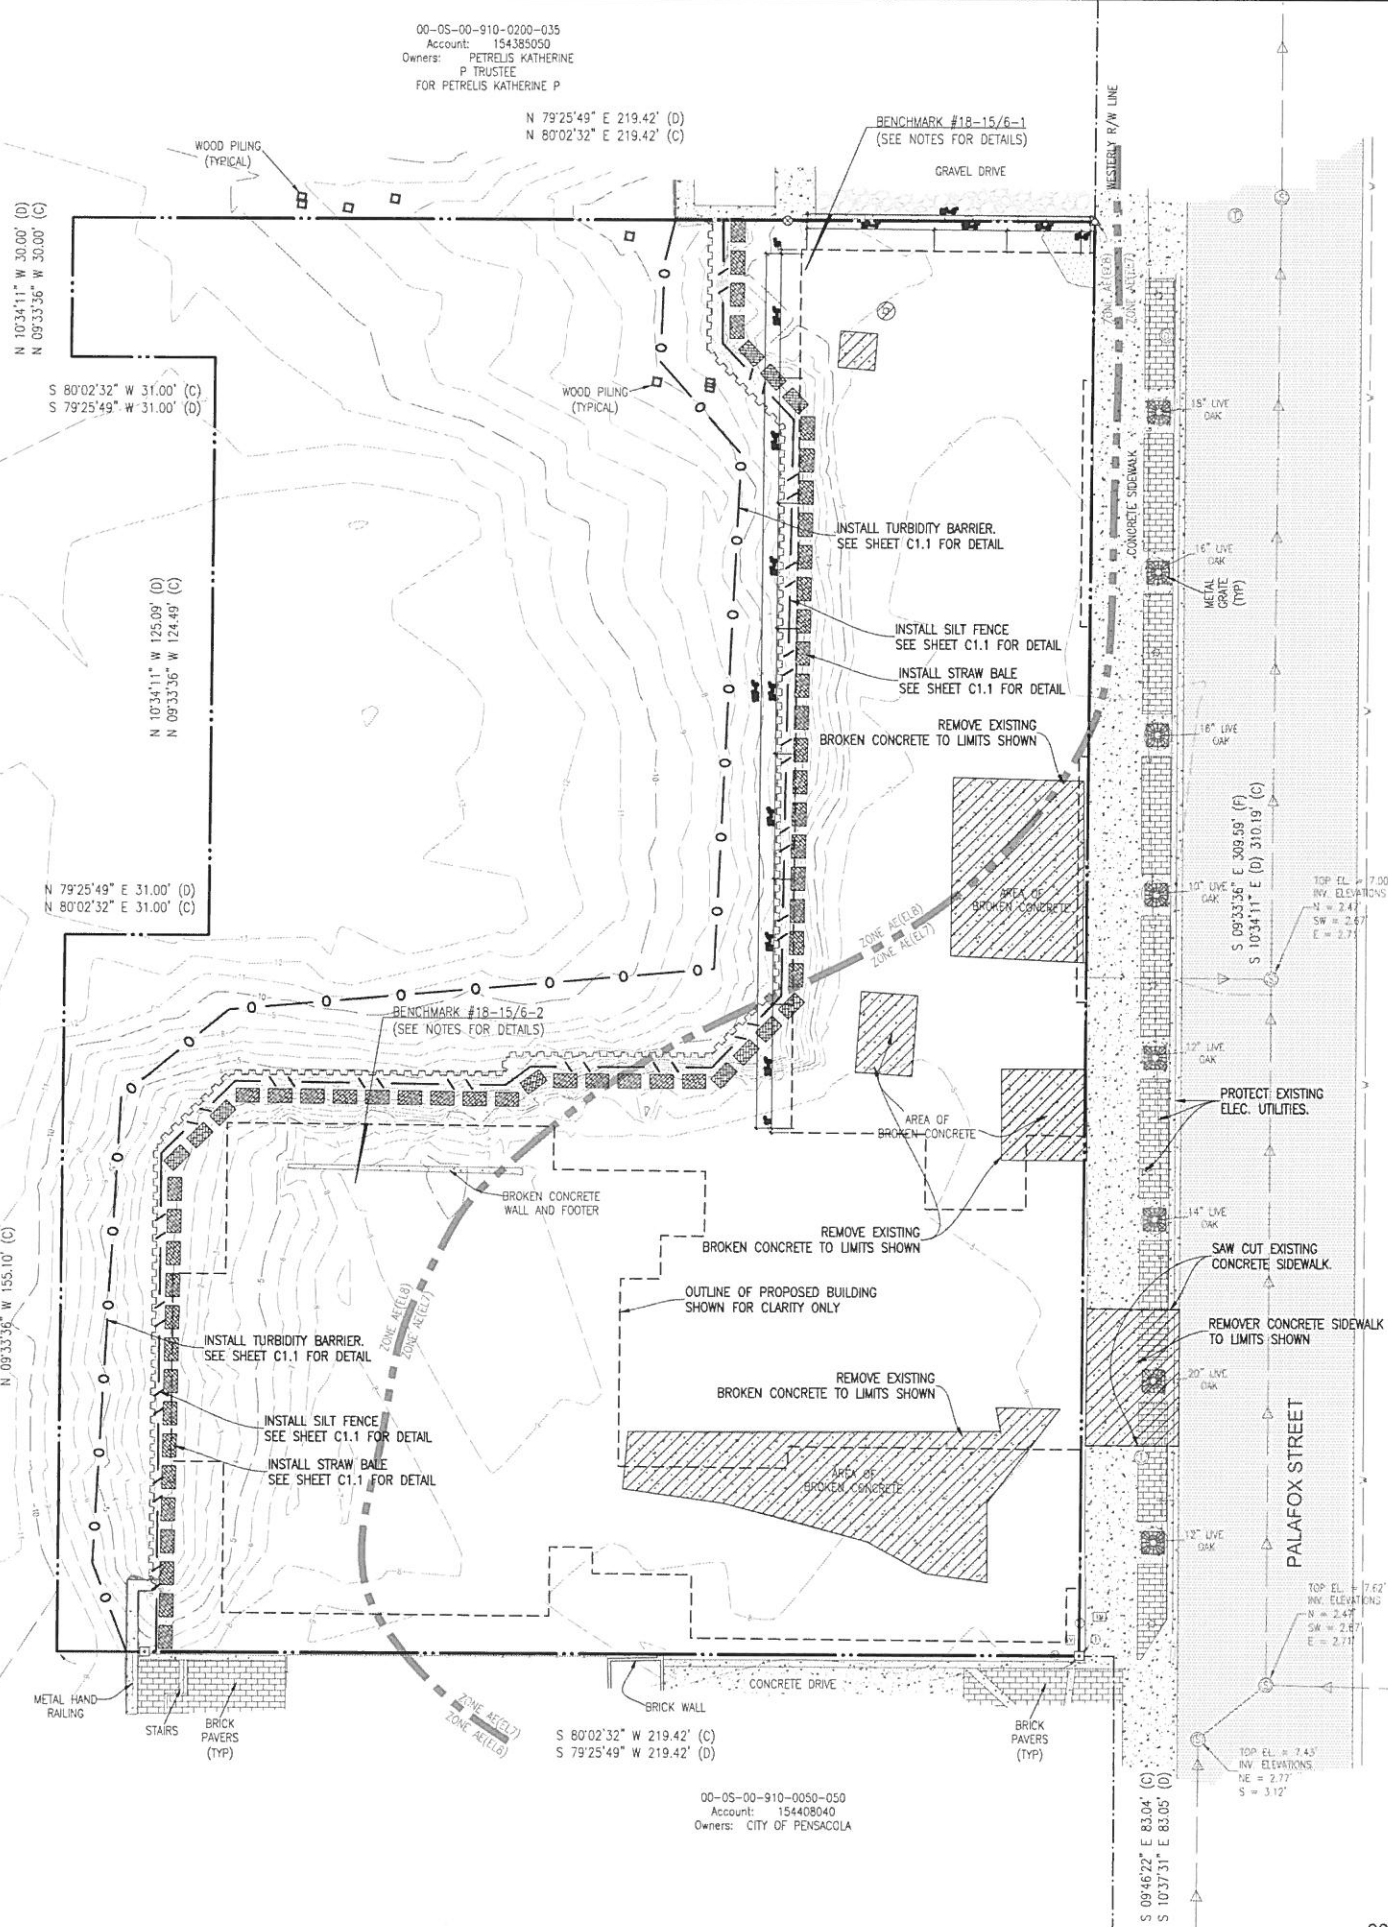 00-0S-00-910-0200-035
Account: 154385050
Owners: PETRELIS KATHERINE
P TRUSTEE
FOR PETRELIS KATHERINE P
N 79°25'49" E 219.42' (D)
N 80°02'32" E 219.42' (C)
BENCHMARK #18-15/6-1
(SEE NOTES FOR DETAILS)
GRAVEL DRIVE
WESTERLY R/W LINE
WOOD PILING
(TYPICAL)
N 10°34'11" W 30.00' (D)
N 09°33'36" W 30.00' (C)
ZONE AE(EL8)
ZONE AE(EL7)
S 80°02'32" W 31.00' (C)
S 79°25'49" W 31.00' (D)
WOOD PILING
(TYPICAL)
18" LIVE
OAK
CONCRETE SIDEWALK
INSTALL TURBIDITY BARRIER.
SEE SHEET C1.1 FOR DETAIL
16" LIVE
OAK
METAL
GRATE
(TYP)
N 10°34'11" W 125.09' (D)
N 09°33'36" W 124.49' (C)
INSTALL SILT FENCE
SEE SHEET C1.1 FOR DETAIL
INSTALL STRAW BALE
SEE SHEET C1.1 FOR DETAIL
REMOVE EXISTING
BROKEN CONCRETE TO LIMITS SHOWN
16" LIVE
OAK
S 09°33'36" E 309.59' (F)
S 10°34'11" E (D) 310.19' (C)
N 79°25'49" E 31.00' (D)
N 80°02'32" E 31.00' (C)
AREA OF
BROKEN CONCRETE
10" LIVE
OAK
TOP EL. = 7.00
INV. ELEVATIONS
N = 2.47'
SW = 2.67'
E = 2.71'
ZONE AE(EL8)
ZONE AE(EL7)
BENCHMARK #18-15/6-2
(SEE NOTES FOR DETAILS)
12" LIVE
OAK
PROTECT EXISTING
ELEC. UTILITIES.
AREA OF
BROKEN CONCRETE
BROKEN CONCRETE
WALL AND FOOTER
14" LIVE
OAK
REMOVE EXISTING
BROKEN CONCRETE TO LIMITS SHOWN
SAW CUT EXISTING
CONCRETE SIDEWALK.
N 09°33'36" W 155.10' (C)
OUTLINE OF PROPOSED BUILDING
SHOWN FOR CLARITY ONLY
ZONE AE(EL8)
ZONE AE(EL7)
REMOVER CONCRETE SIDEWALK
TO LIMITS SHOWN
INSTALL TURBIDITY BARRIER.
SEE SHEET C1.1 FOR DETAIL
REMOVE EXISTING
BROKEN CONCRETE TO LIMITS SHOWN
20" LIVE
OAK
INSTALL SILT FENCE
SEE SHEET C1.1 FOR DETAIL
INSTALL STRAW BALE
SEE SHEET C1.1 FOR DETAIL
AREA OF
BROKEN CONCRETE
PALAFOX STREET
12" LIVE
OAK
TOP EL. = 7.62'
INV. ELEVATIONS
N = 2.47'
SW = 2.67'
E = 2.71'
METAL HAND
RAILING
STAIRS
BRICK
PAVERS
(TYP)
ZONE AE(EL7)
ZONE AE(EL8)
BRICK WALL
CONCRETE DRIVE
BRICK
PAVERS
(TYP)
S 80°02'32" W 219.42' (C)
S 79°25'49" W 219.42' (D)
TOP EL. = 7.43'
INV. ELEVATIONS
NE = 2.77'
S = 3.12'
00-0S-00-910-0050-050
Account: 154408040
Owners: CITY OF PENSACOLA
S 09°46'22" E 83.04' (C)
S 10°37'31" E 83.05' (D)